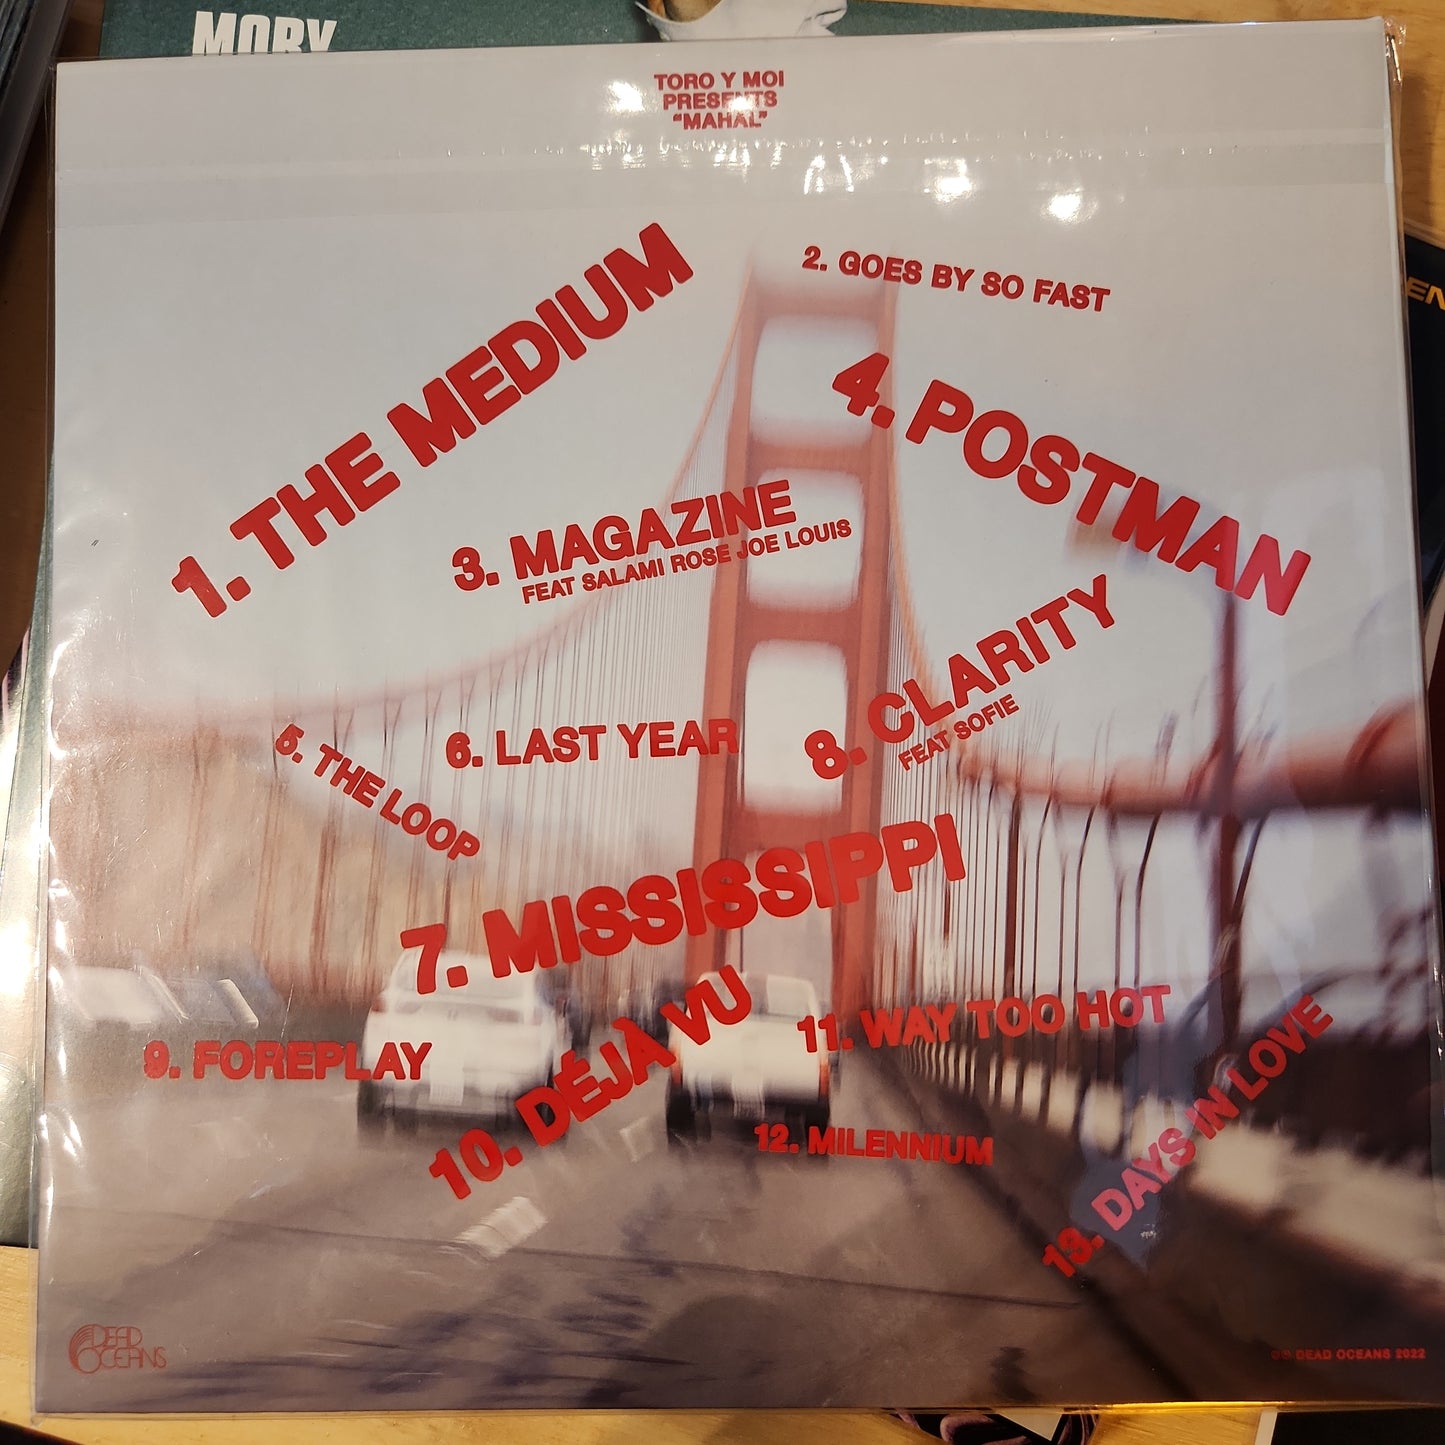 MOBY
TORO Y MOI
PRESENTS
"MAHAL"
1. THE MEDIUM
2. GOES BY SO FAST
3. MAGAZINE
FEAT SALAMI ROSE JOE LOUIS
4. POSTMAN
5. THE LOOP
6. LAST YEAR
7. MISSISSIPPI
8. CLARITY
FEAT SOFIE
9. FOREPLAY
10. DÉJÀ VU
11. WAY TOO HOT
12. MILENNIUM
13. DAYS IN LOVE
DEAD
OCEANS
©℗ DEAD OCEANS 2022